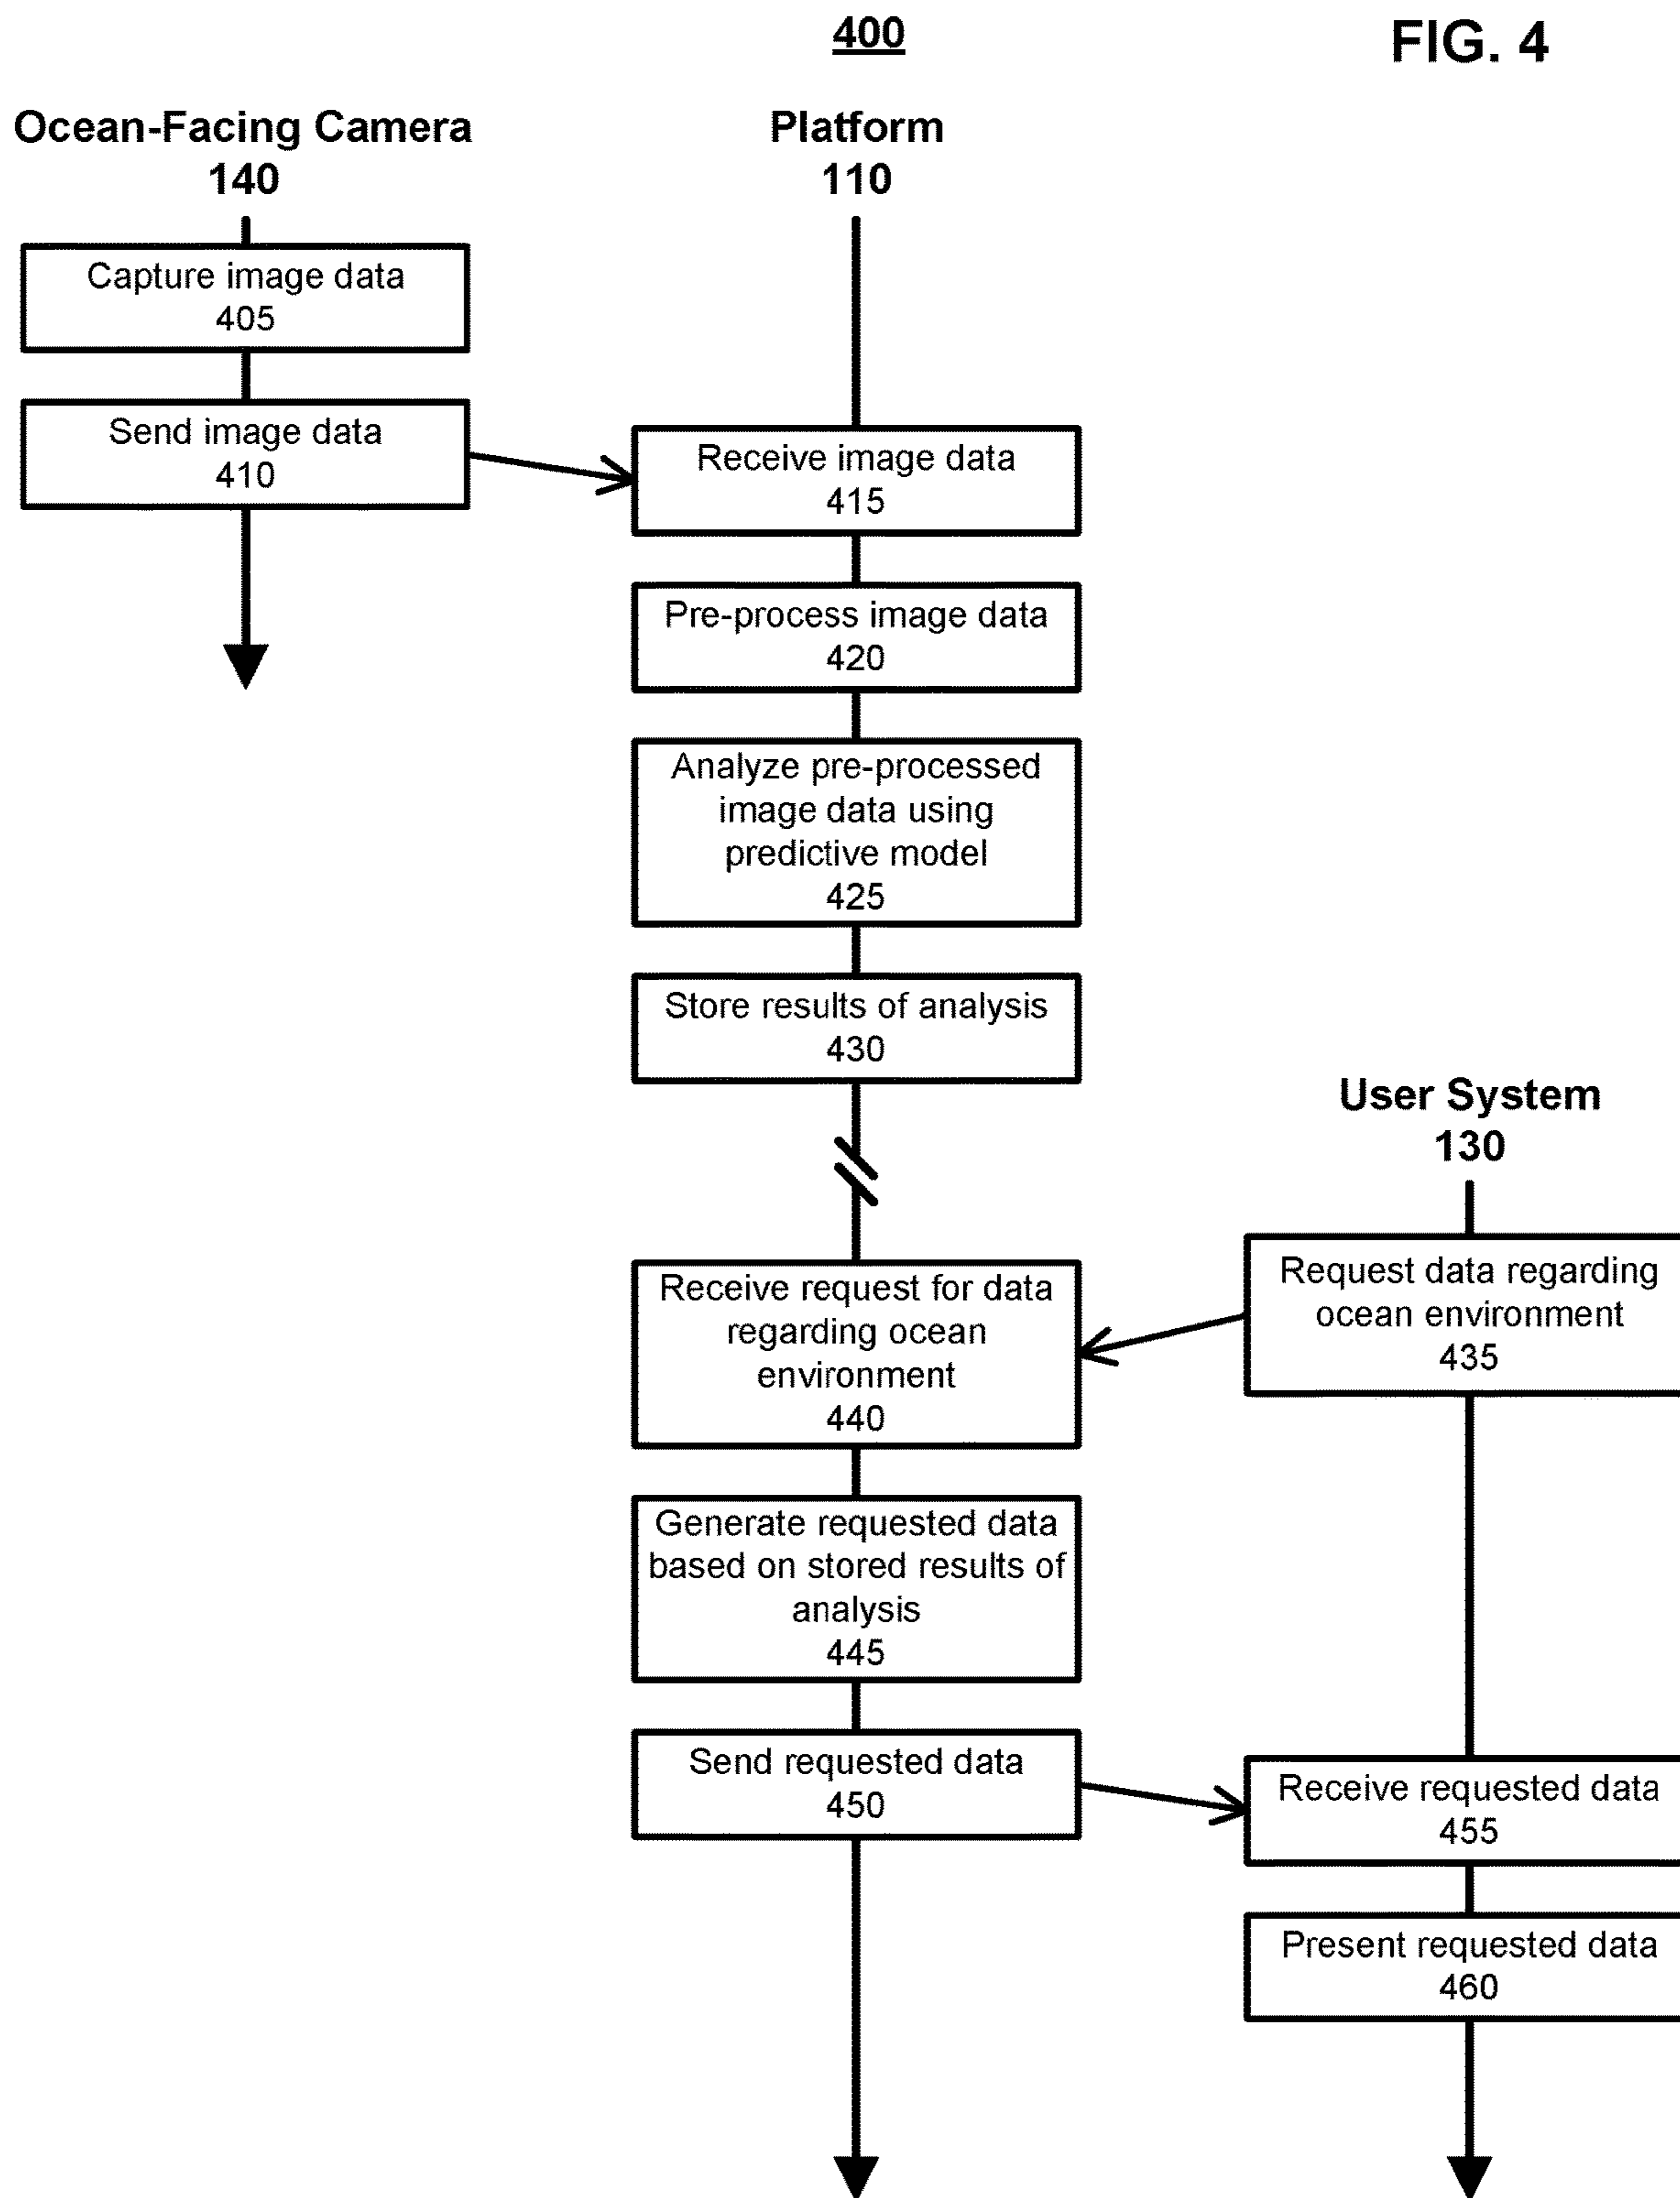 400
FIG. 4
Ocean-Facing Camera
140
Platform
110
Capture image data
405
Send image data
410
Receive image data
415
Pre-process image data
420
Analyze pre-processed
image data using
predictive model
425
Store results of analysis
430
User System
130
Request data regarding
ocean environment
435
Receive request for data
regarding ocean
environment
440
Generate requested data
based on stored results of
analysis
445
Send requested data
450
Receive requested data
455
Present requested data
460